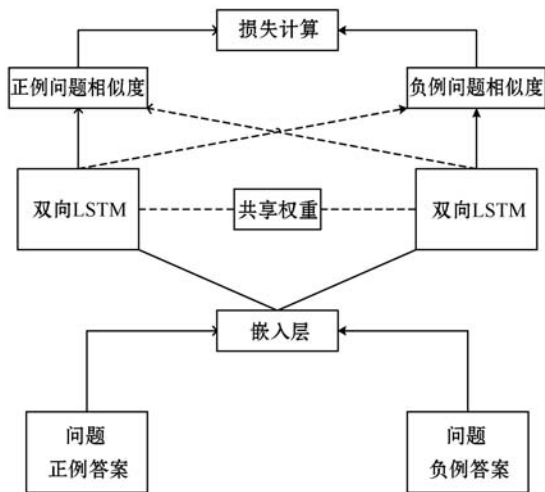 损失计算
正例问题相似度
负例问题相似度
双向LSTM
共享权重
双向LSTM
嵌入层
问题
正例答案
问题
负例答案